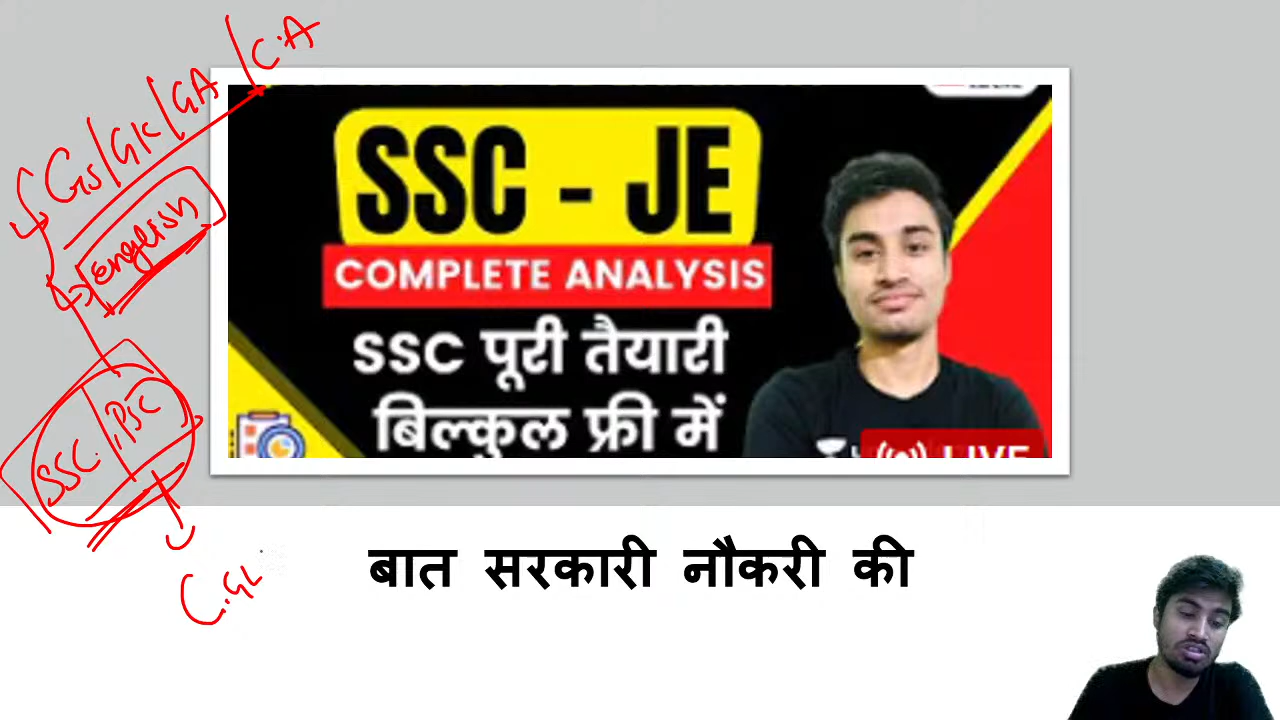 GS/GK/GA/C.A
English
SSC - JE
COMPLETE ANALYSIS
SSC पूरी तैयारी
बिल्कुल फ्री में
LIVE
SSC. PSC
C.GL
बात सरकारी नौकरी की